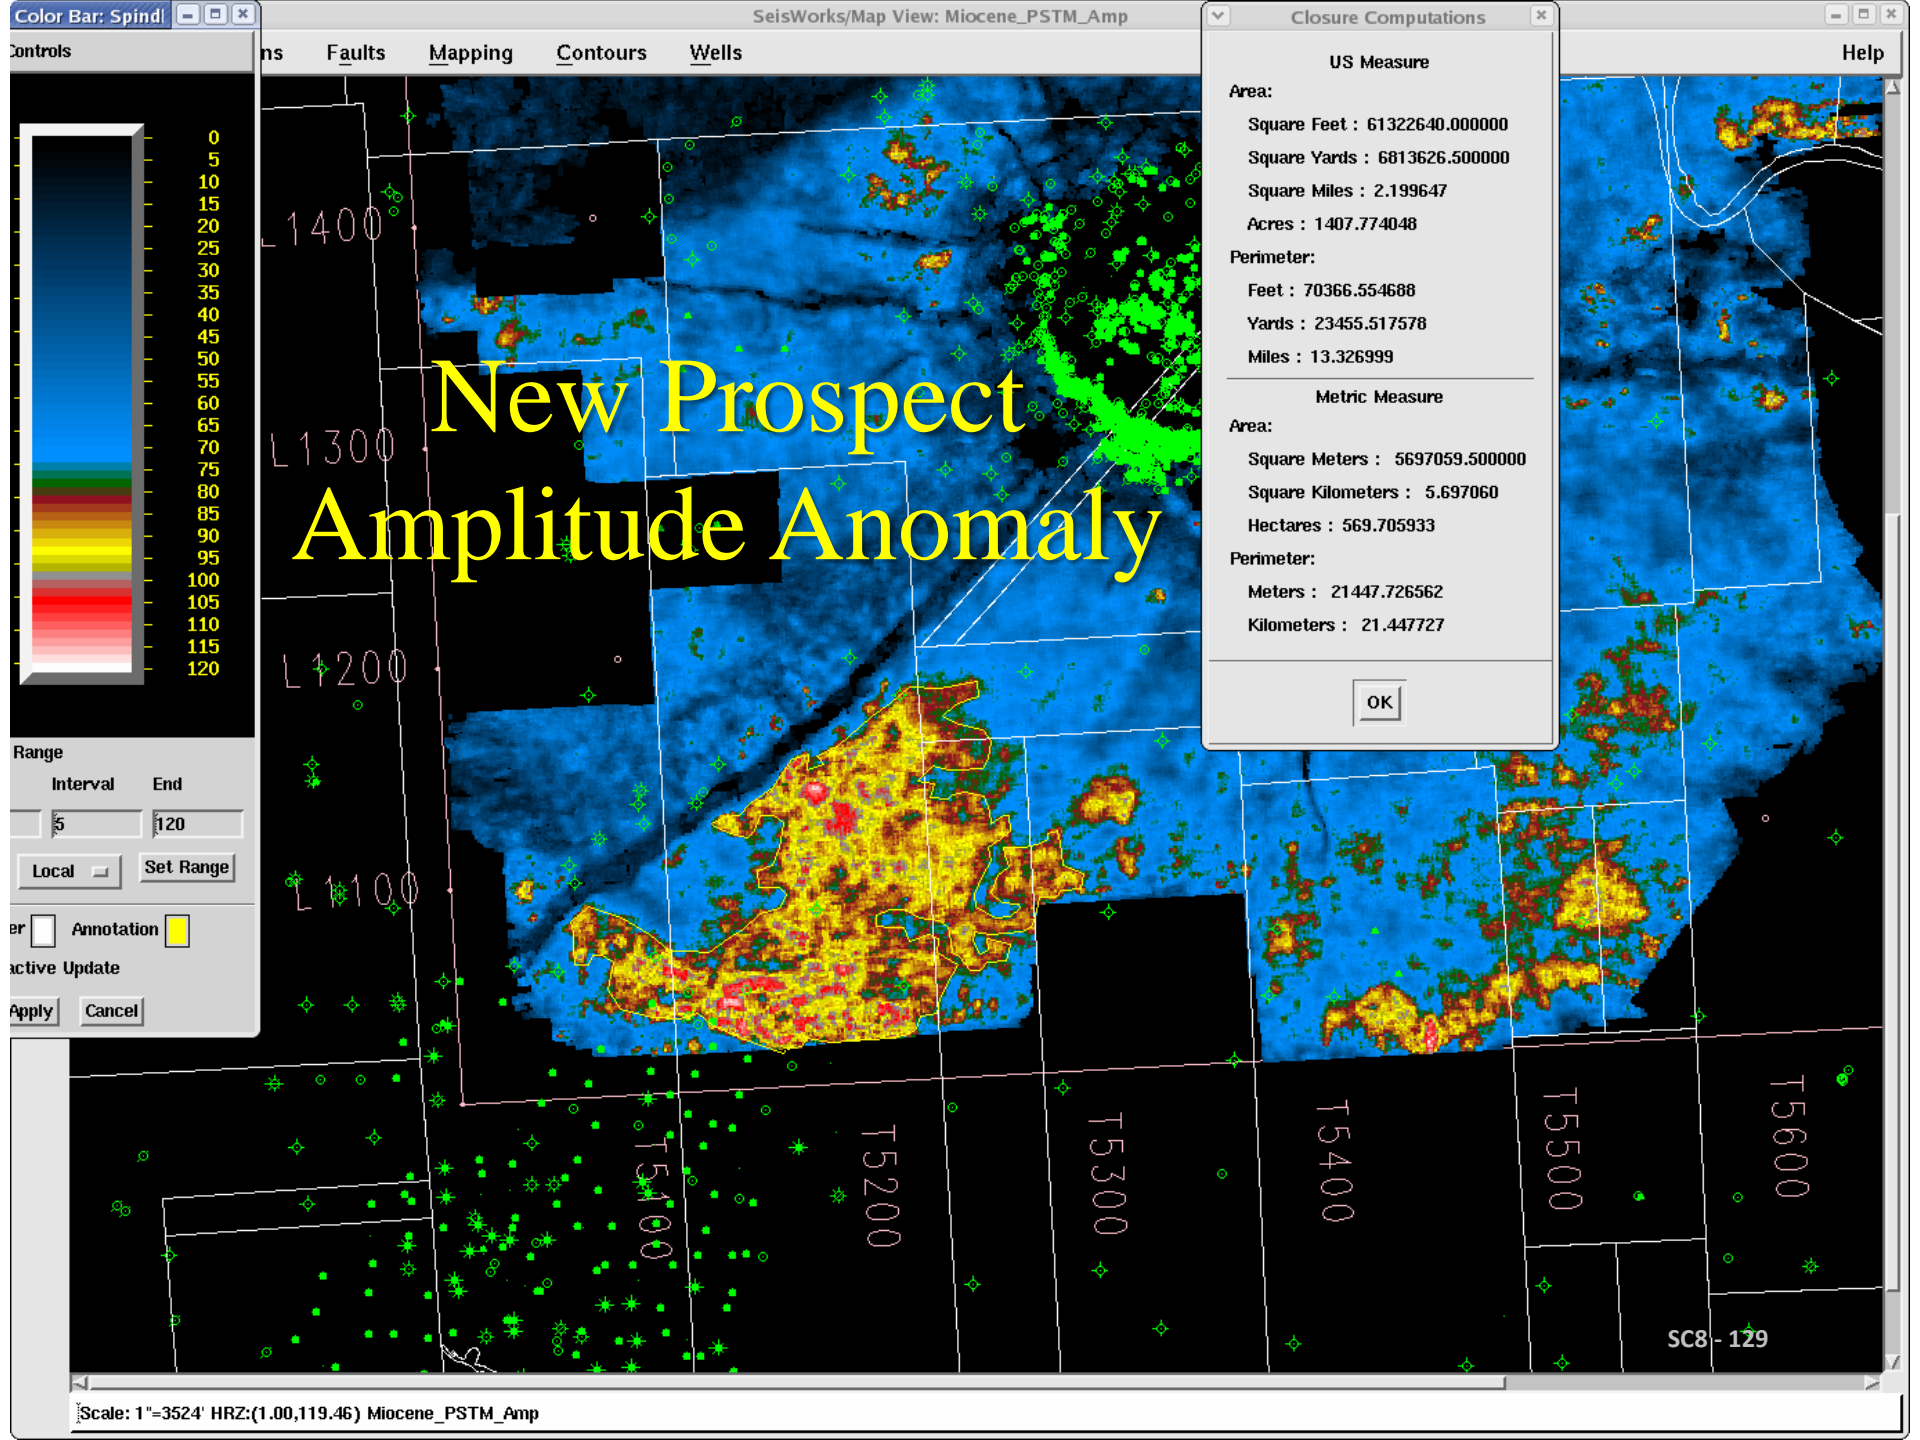 Color Bar: Spindl
SeisWorks/Map View: Miocene_PSTM_Amp
Closure Computations
Controls
ns Faults Mapping Contours Wells
Help
0
5
10
15
20
25
30
35
40
45
50
55
60
65
70
75
80
85
90
95
100
105
110
115
120
Range
Interval End
5 120
Local Set Range
er Annotation
active Update
Apply Cancel
L1400
L1300
L1200
L1100
New Prospect
Amplitude Anomaly
US Measure
Area:
Square Feet : 61322640.000000
Square Yards : 6813626.500000
Square Miles : 2.199647
Acres : 1407.774048
Perimeter:
Feet : 70366.554688
Yards : 23455.517578
Miles : 13.326999
Metric Measure
Area:
Square Meters : 5697059.500000
Square Kilometers : 5.697060
Hectares : 569.705933
Perimeter:
Meters : 21447.726562
Kilometers : 21.447727
OK
T5100
T5200
T5300
T5400
T5500
T5600
SC8 - 129
Scale: 1"=3524' HRZ:(1.00,119.46) Miocene_PSTM_Amp